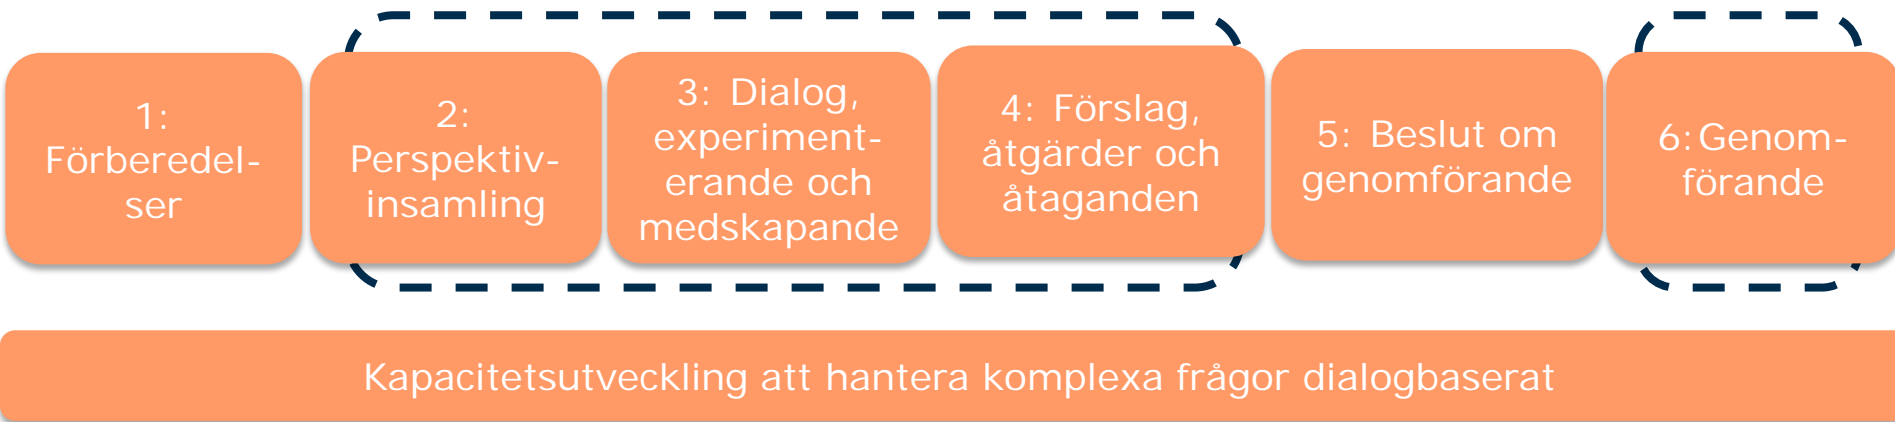 1:
Förberedel-
ser
2:
Perspektiv-
insamling
3: Dialog,
experiment-
erande och
medskapande
4: Förslag,
åtgärder och
åtaganden
5: Beslut om
genomförande
6:Genom-
förande
Kapacitetsutveckling att hantera komplexa frågor dialogbaserat